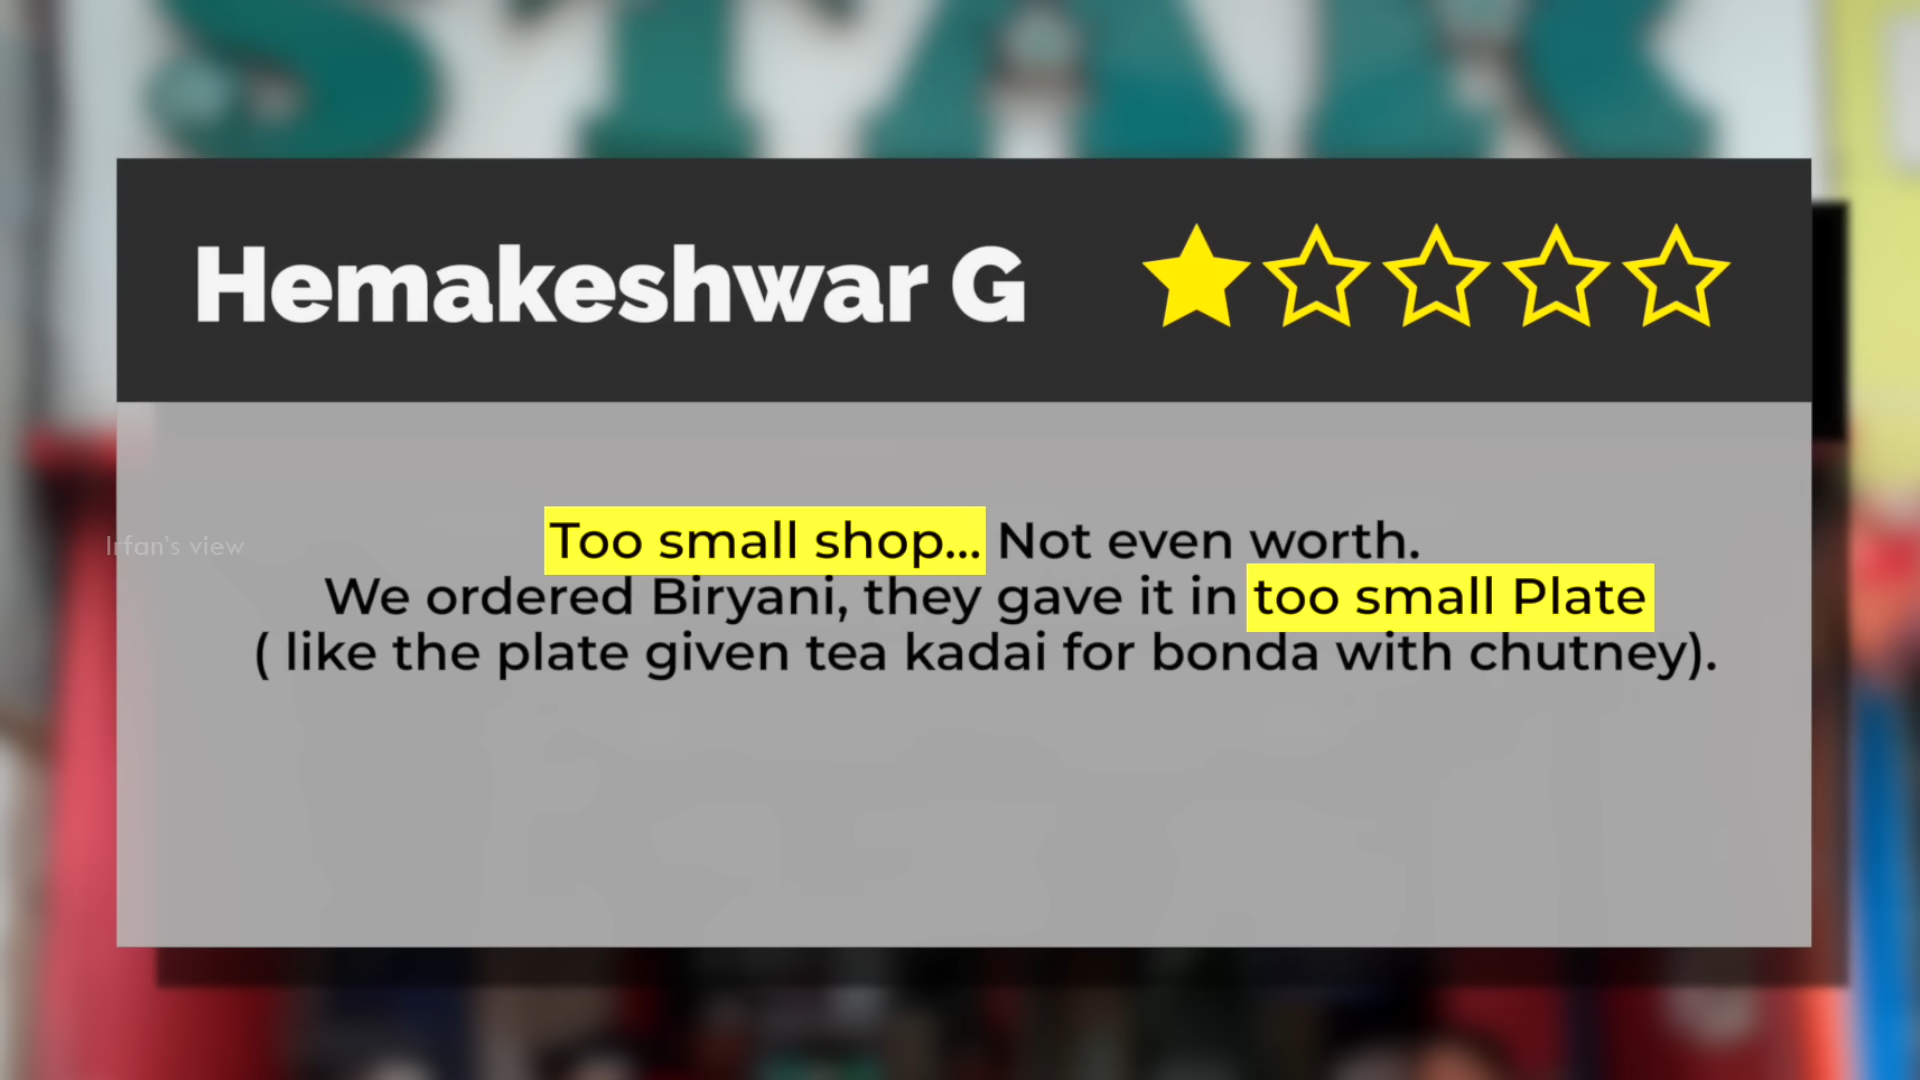 STAR
Hemakeshwar G
Too small shop... Not even worth.
Irfan's view
We ordered Biryani, they gave it in too small Plate
( like the plate given tea kadai for bonda with chutney).